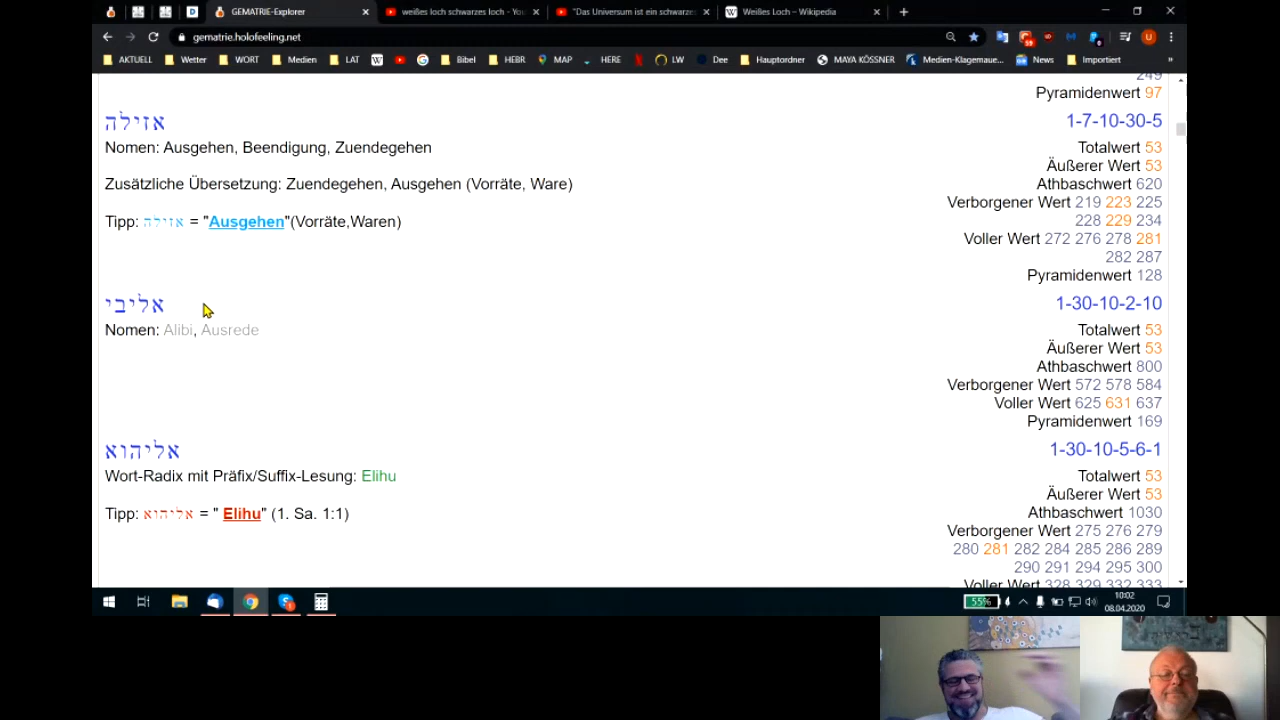 GEMATRIE-Explorer
weißes loch schwarzes loch - You
"Das Universum ist ein schwarze
Weißes Loch – Wikipedia
gematrie.holofeeling.net
AKTUELL Wetter WORT Medien LAT Bibel HEBR MAP HERE LW Dee Hauptordner MAYA KÖSSNER Medien-Klagemaue... News Importiert »
249
Pyramidenwert 97
אזילה 1-7-10-30-5
Nomen: Ausgehen, Beendigung, Zuendegehen Totalwert 53
Äußerer Wert 53
Zusätzliche Übersetzung: Zuendegehen, Ausgehen (Vorräte, Ware) Athbaschwert 620
Verborgener Wert 219 223 225
Tipp: אזילה = "Ausgehen"(Vorräte,Waren) 228 229 234
Voller Wert 272 276 278 281
282 287
Pyramidenwert 128
אליבי 1-30-10-2-10
Nomen: Alibi, Ausrede Totalwert 53
Äußerer Wert 53
Athbaschwert 800
Verborgener Wert 572 578 584
Voller Wert 625 631 637
Pyramidenwert 169
אליהוא 1-30-10-5-6-1
Wort-Radix mit Präfix/Suffix-Lesung: Elihu Totalwert 53
Äußerer Wert 53
Tipp: אליהוא = " Elihu" (1. Sa. 1:1) Athbaschwert 1030
Verborgener Wert 275 276 279
280 281 282 284 285 286 289
290 291 294 295 300
Voller Wert 328 329 332 333
55% 10:02
08.04.2020